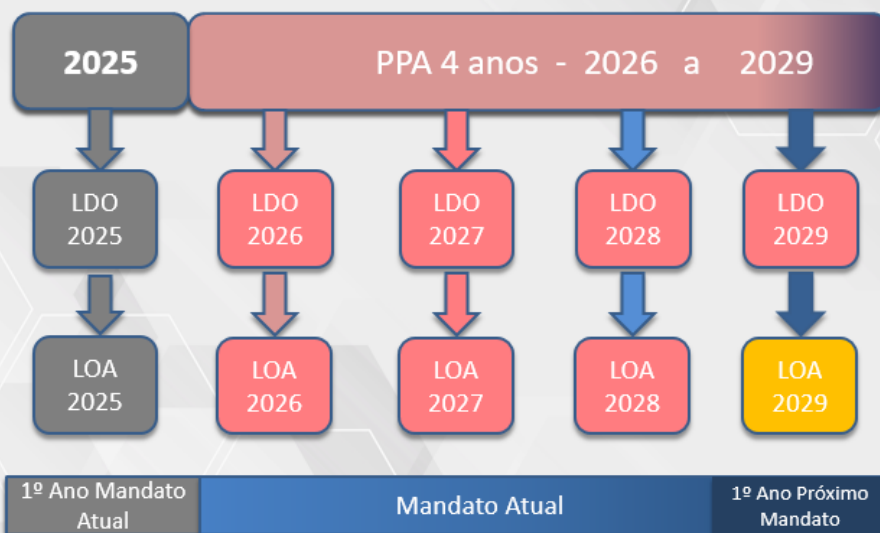 2025
PPA 4 anos - 2026 a 2029
LDO
2025
LDO
2026
LDO
2027
LDO
2028
LDO
2029
LOA
2025
LOA
2026
LOA
2027
LOA
2028
LOA
2029
1º Ano Mandato
Atual
Mandato Atual
1º Ano Próximo
Mandato